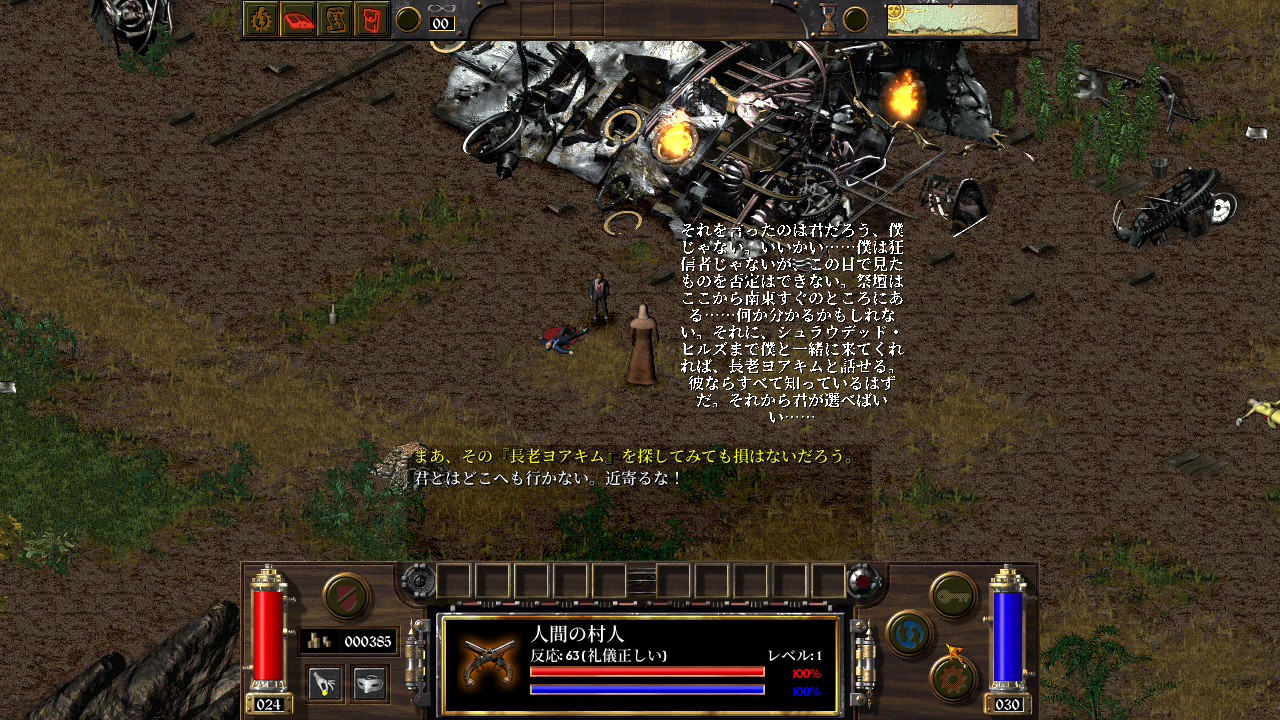 00
それを言ったのは君だろう、僕
じゃない。いいかい……僕は狂
信者じゃないが、この目で見た
ものを否定はできない。祭壇は
ここから南東すぐのところにあ
る……何か分かるかもしれな
い。それに、シュラウデッド・
ヒルズまで僕と一緒に来てくれ
れば、長老ヨアキムと話せる。
彼ならすべて知っているはず
だ。それから君が選べばい
い……
まあ、その『長老ヨアキム』を探してみても損はないだろう。
君とはどこへも行かない。近寄るな！
000385
人間の村人
反応: 63 (礼儀正しい)
レベル: 1
100%
100%
024
030